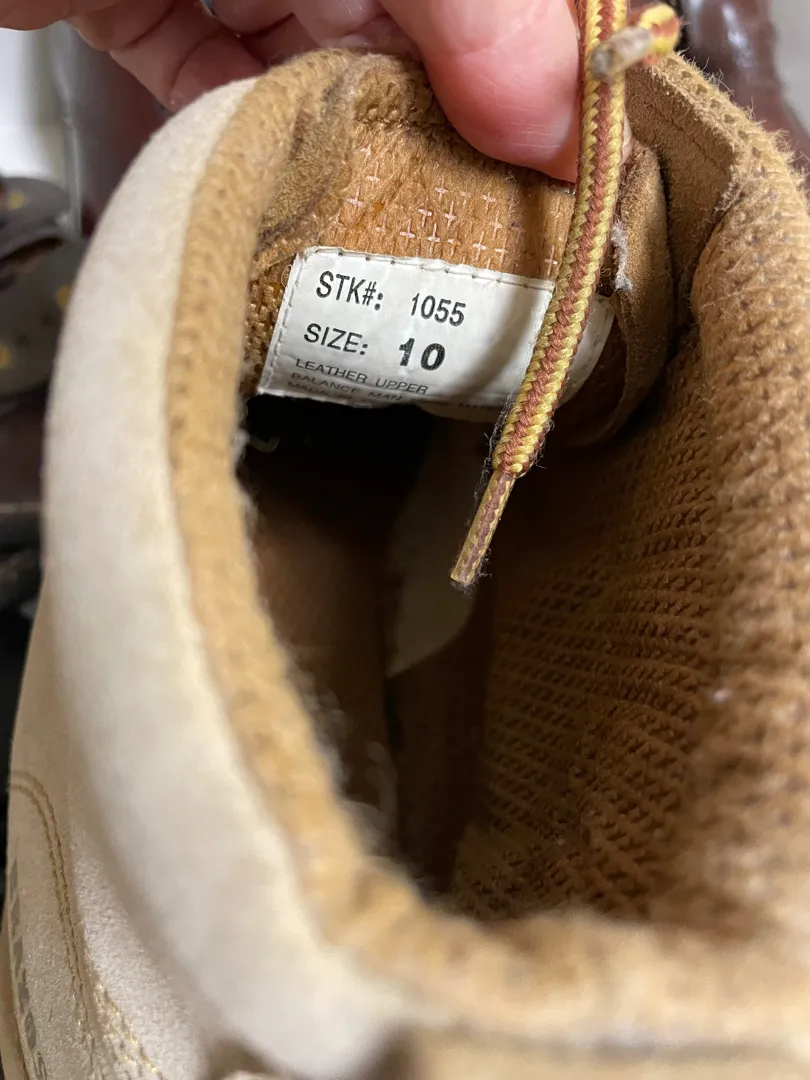 STK#: 1055
SIZE: 10
LEATHER UPPER
BALANCE MAN